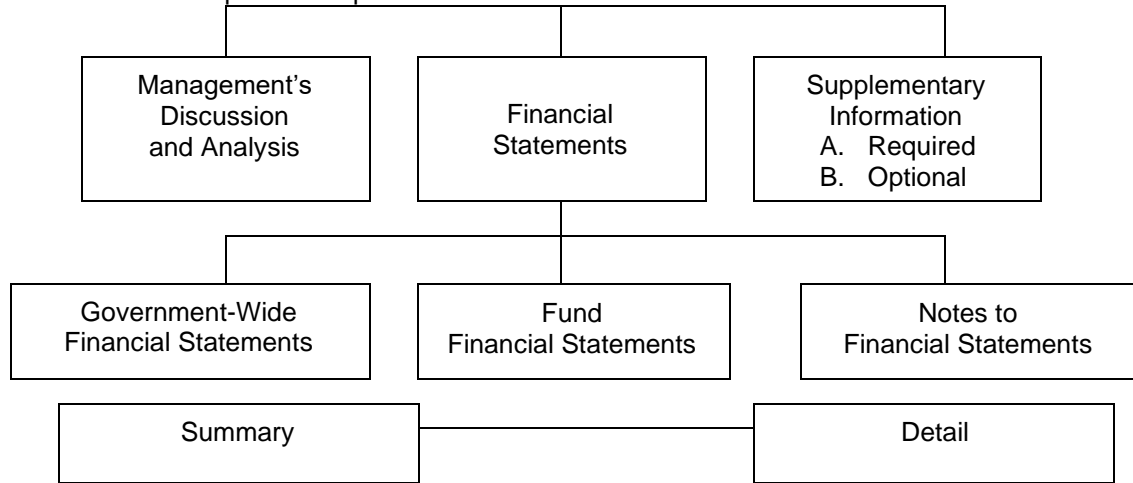 Management’s
Discussion
and Analysis
Financial
Statements
Supplementary
Information
A. Required
B. Optional
Government-Wide
Financial Statements
Fund
Financial Statements
Notes to
Financial Statements
Summary
Detail